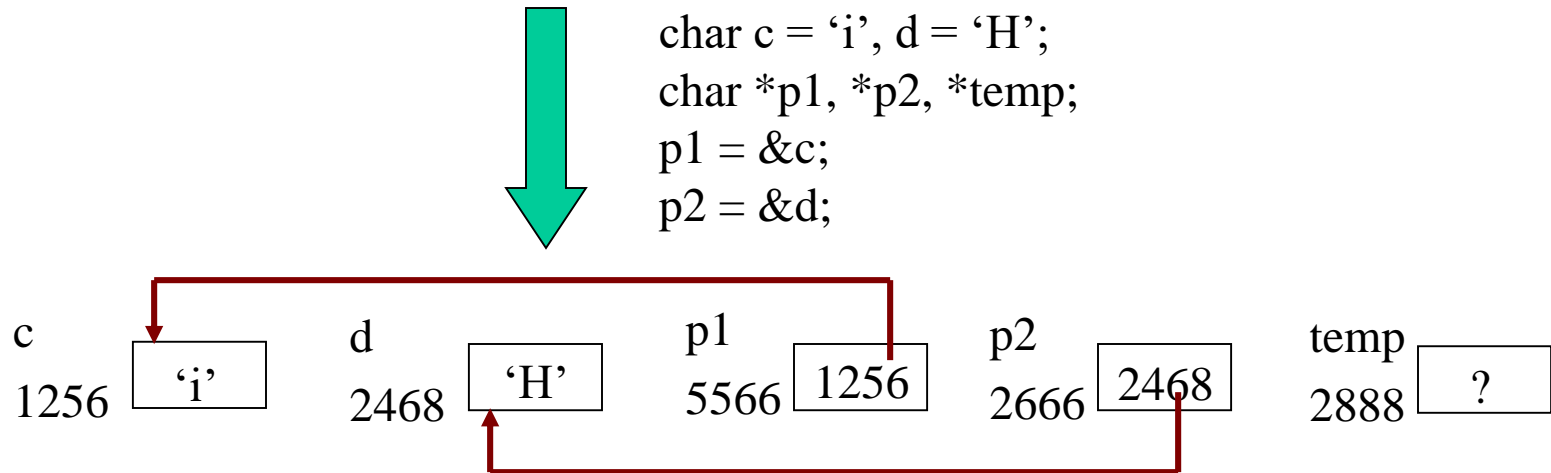 char c = ‘i’, d = ‘H’;
char *p1, *p2, *temp;
p1 = &c;
p2 = &d;
c d p1 p2 temp
1256 ‘i’ 2468 ‘H’ 5566 1256 2666 2468 2888 ?